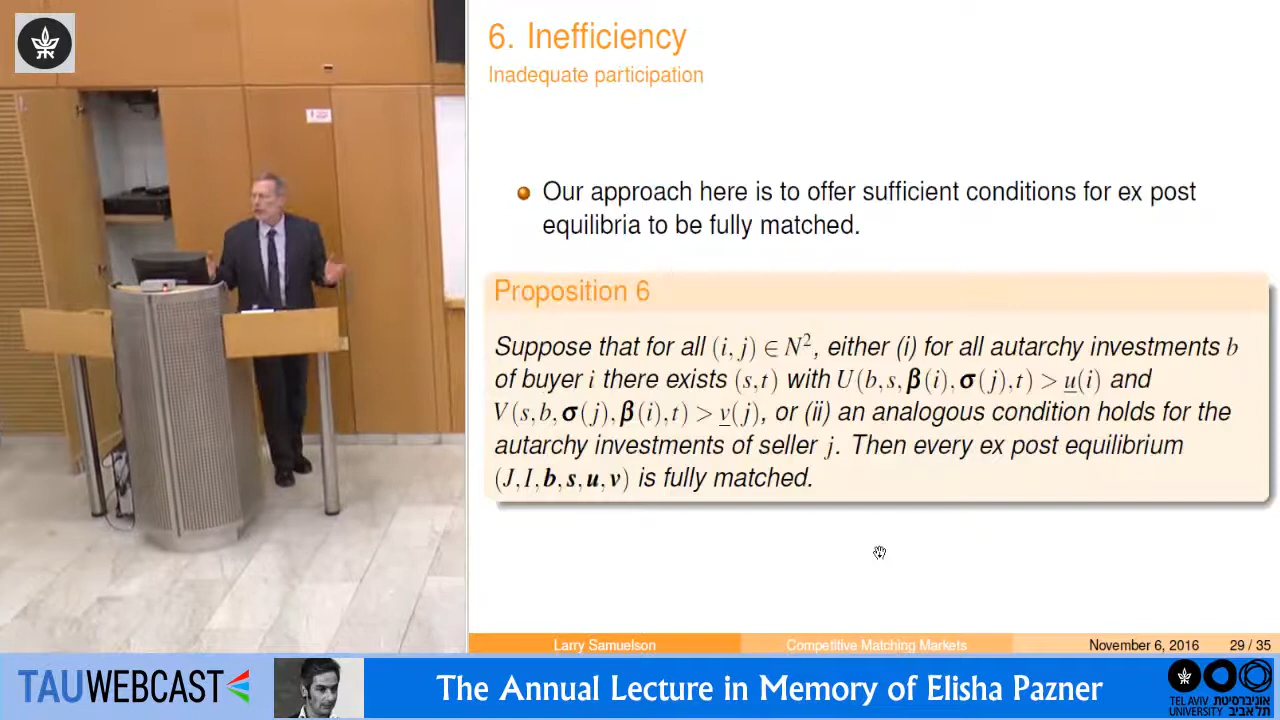 6. Inefficiency
Inadequate participation
Our approach here is to offer sufficient conditions for ex post
equilibria to be fully matched.
Proposition 6
Suppose that for all (i, j) ∈ N², either (i) for all autarchy investments b
of buyer i there exists (s,t) with U(b,s,β(i),σ(j),t) > u̲(i) and
V(s,b,σ(j),β(i),t) > v̲(j), or (ii) an analogous condition holds for the
autarchy investments of seller j. Then every ex post equilibrium
(J,I,b,s,u,v) is fully matched.
Larry Samuelson Competitive Matching Markets November 6, 2016 29 / 35
TAUWEBCAST
The Annual Lecture in Memory of Elisha Pazner
TEL AVIV UNIVERSITY
אוניברסיטת תל אביב